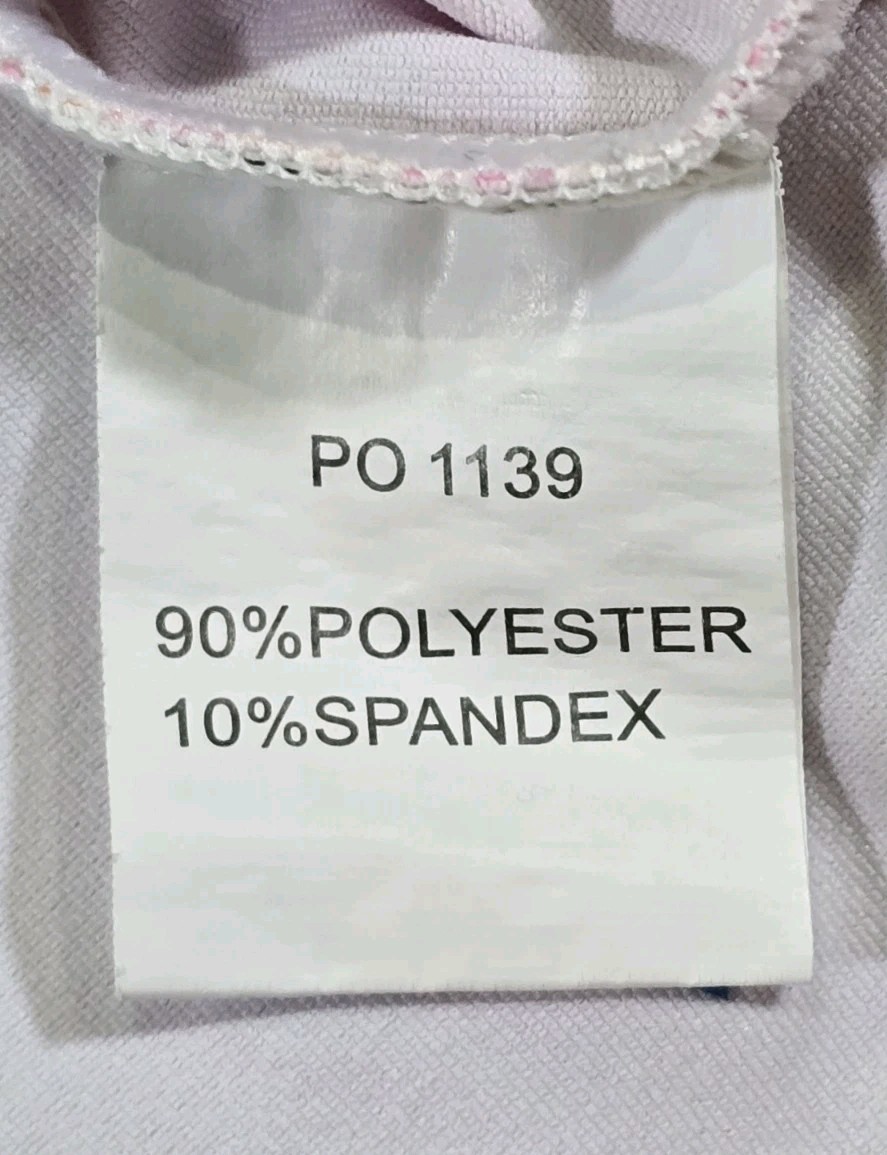 PO 1139
90%POLYESTER
10%SPANDEX